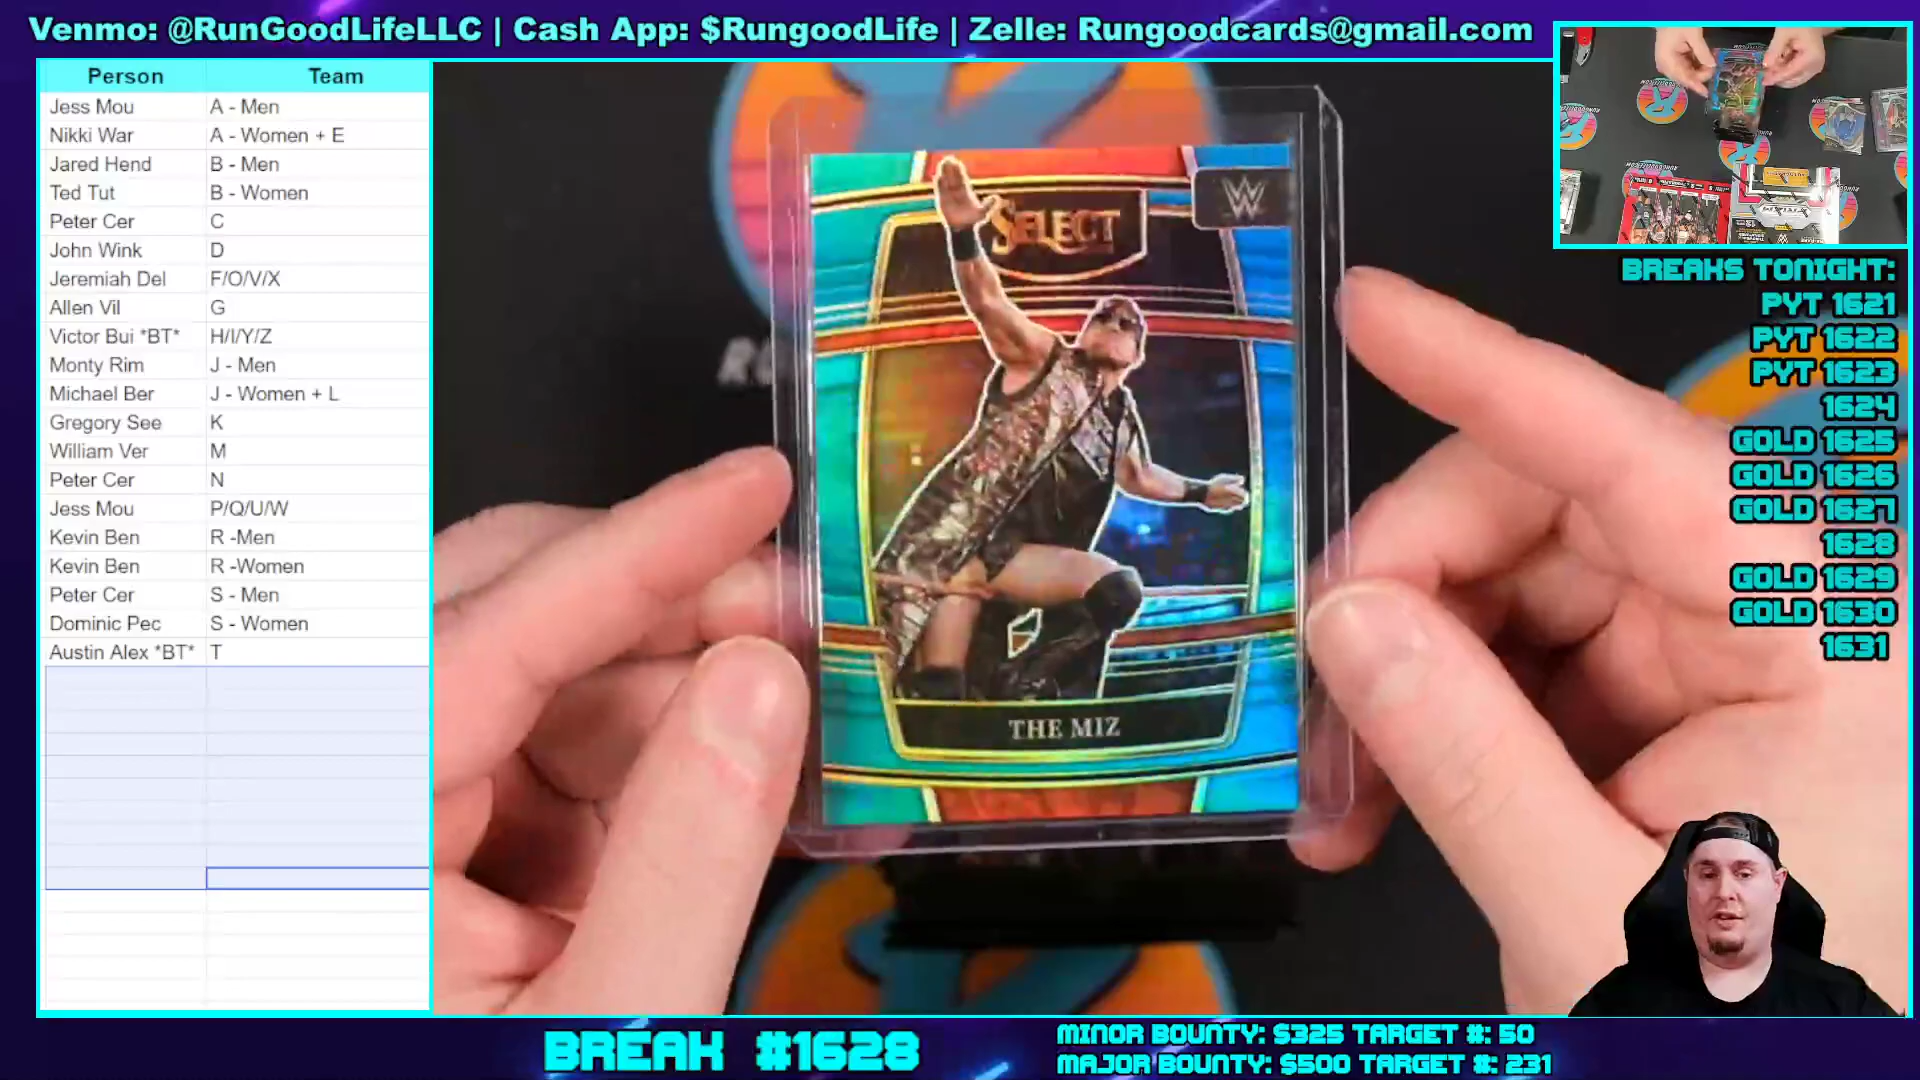 Venmo: @RunGoodLifeLLC | Cash App: $RungoodLife | Zelle: Rungoodcards@gmail.com
Person Team
Jess Mou A - Men
Nikki War A - Women + E
Jared Hend B - Men
Ted Tut B - Women
Peter Cer C
John Wink D
Jeremiah Del F/O/V/X
Allen Vil G
Victor Bui *BT* H/I/Y/Z
Monty Rim J - Men
Michael Ber J - Women + L
Gregory See K
William Ver M
Peter Cer N
Jess Mou P/Q/U/W
Kevin Ben R -Men
Kevin Ben R -Women
Peter Cer S - Men
Dominic Pec S - Women
Austin Alex *BT* T
SELECT
W
THE MIZ
BREAKS TONIGHT:
PYT 1621
PYT 1622
PYT 1623
1624
GOLD 1625
GOLD 1626
GOLD 1627
1628
GOLD 1629
GOLD 1630
1631
BREAK #1628
MINOR BOUNTY: $325 TARGET #: 50
MAJOR BOUNTY: $500 TARGET #: 231